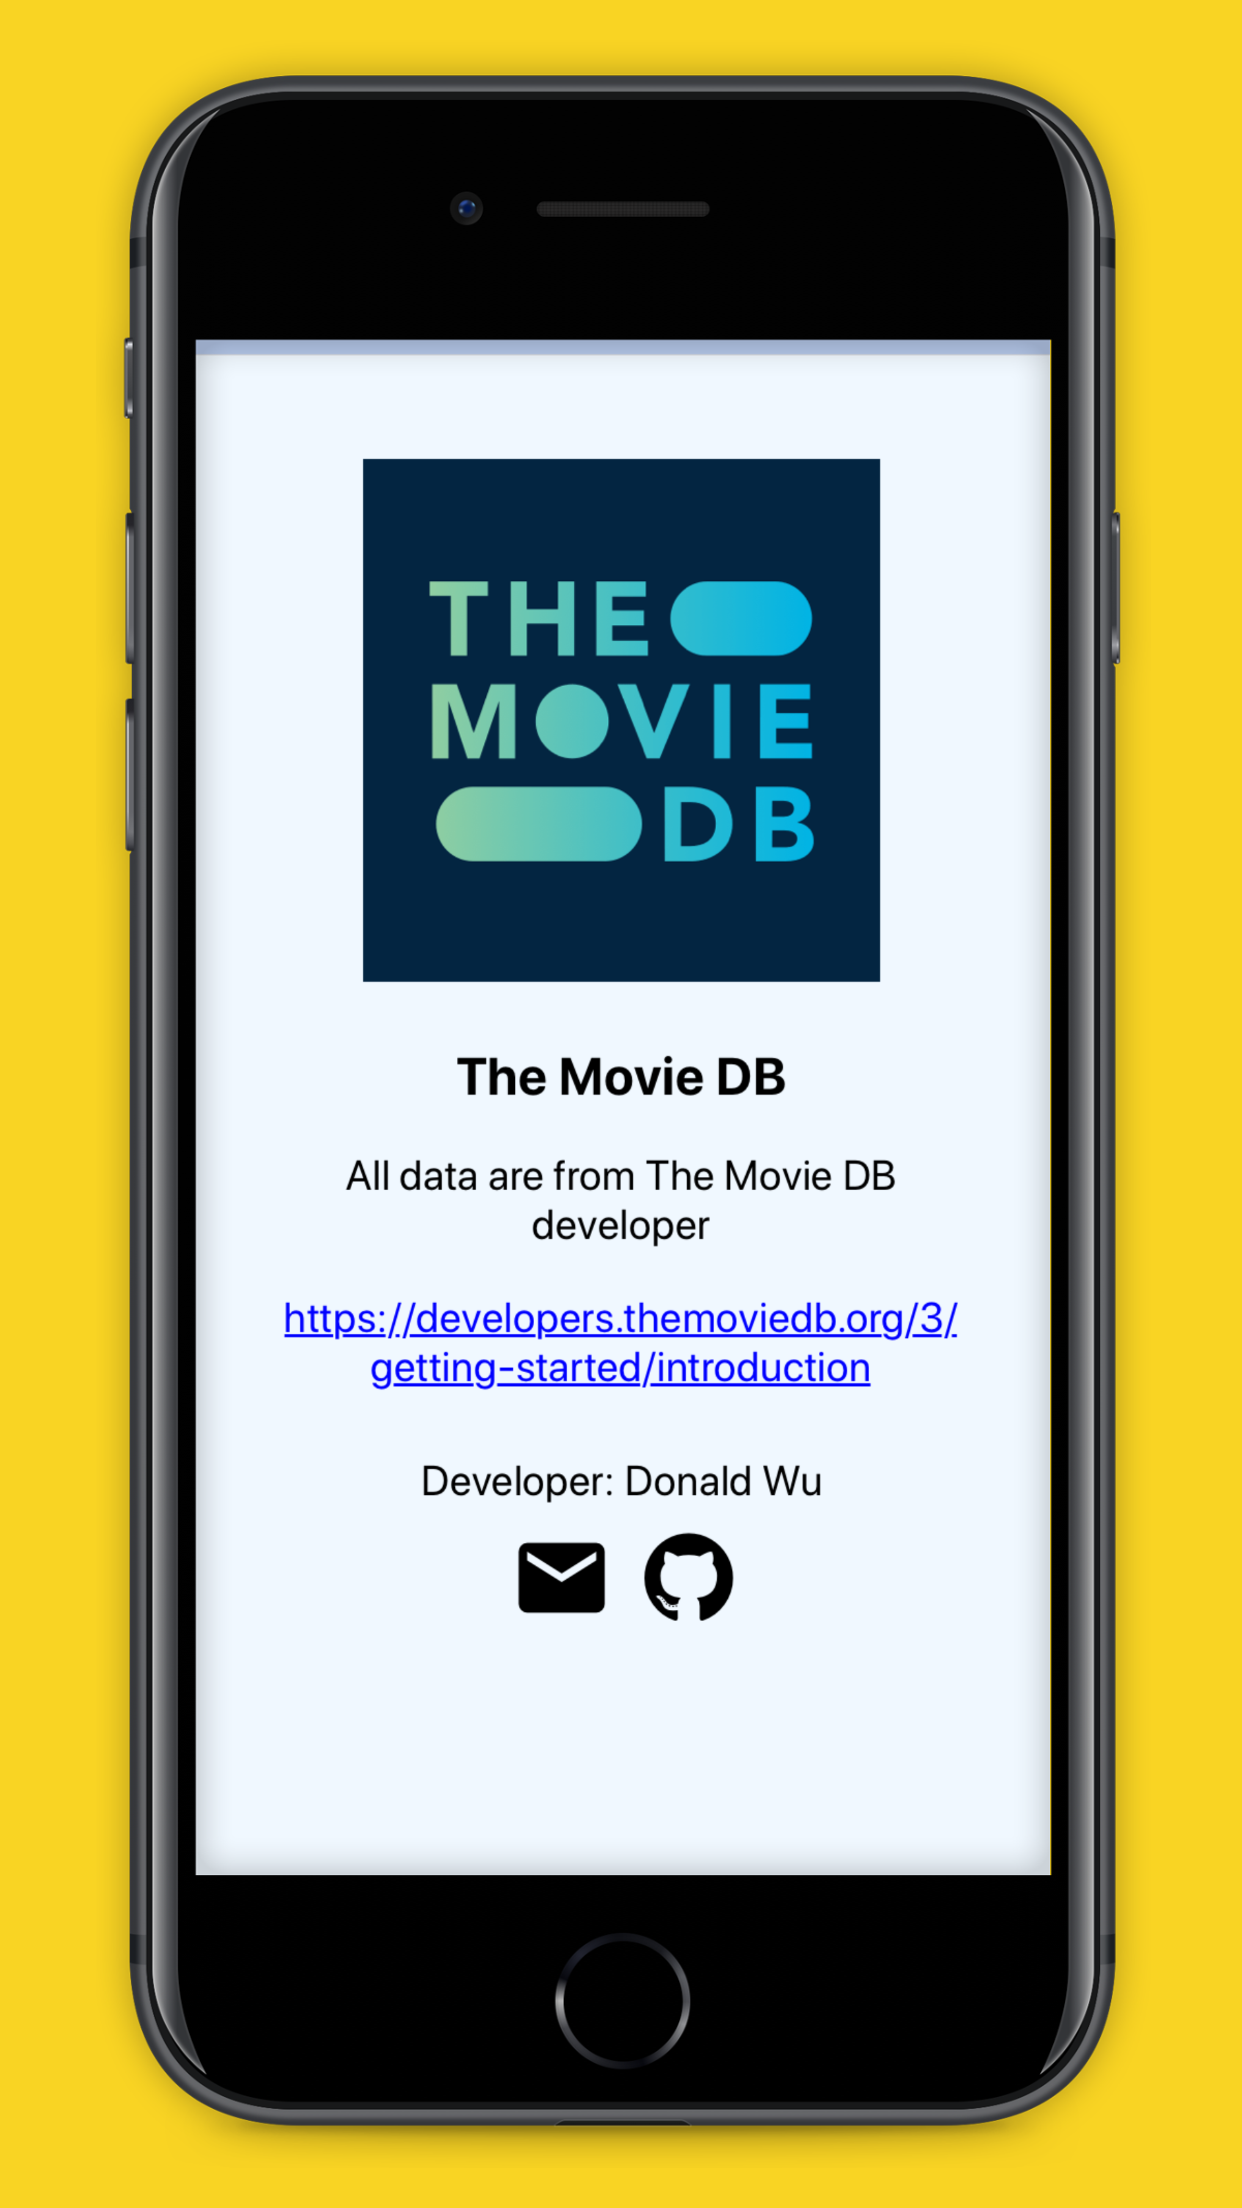 THE
MOVIE
DB
The Movie DB
All data are from The Movie DB
developer
https://developers.themoviedb.org/3/
getting-started/introduction
Developer: Donald Wu